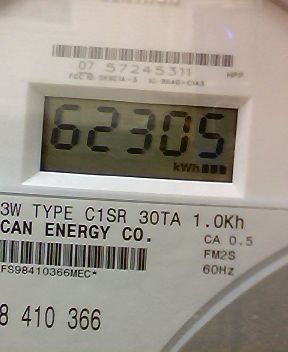 07 57245311 HPP
62305
kWh
3W TYPE C1SR 30TA 1.0Kh
CAN ENERGY CO. CA 0.5
FM2S
FS98410366MEC* 60Hz
8 410 366